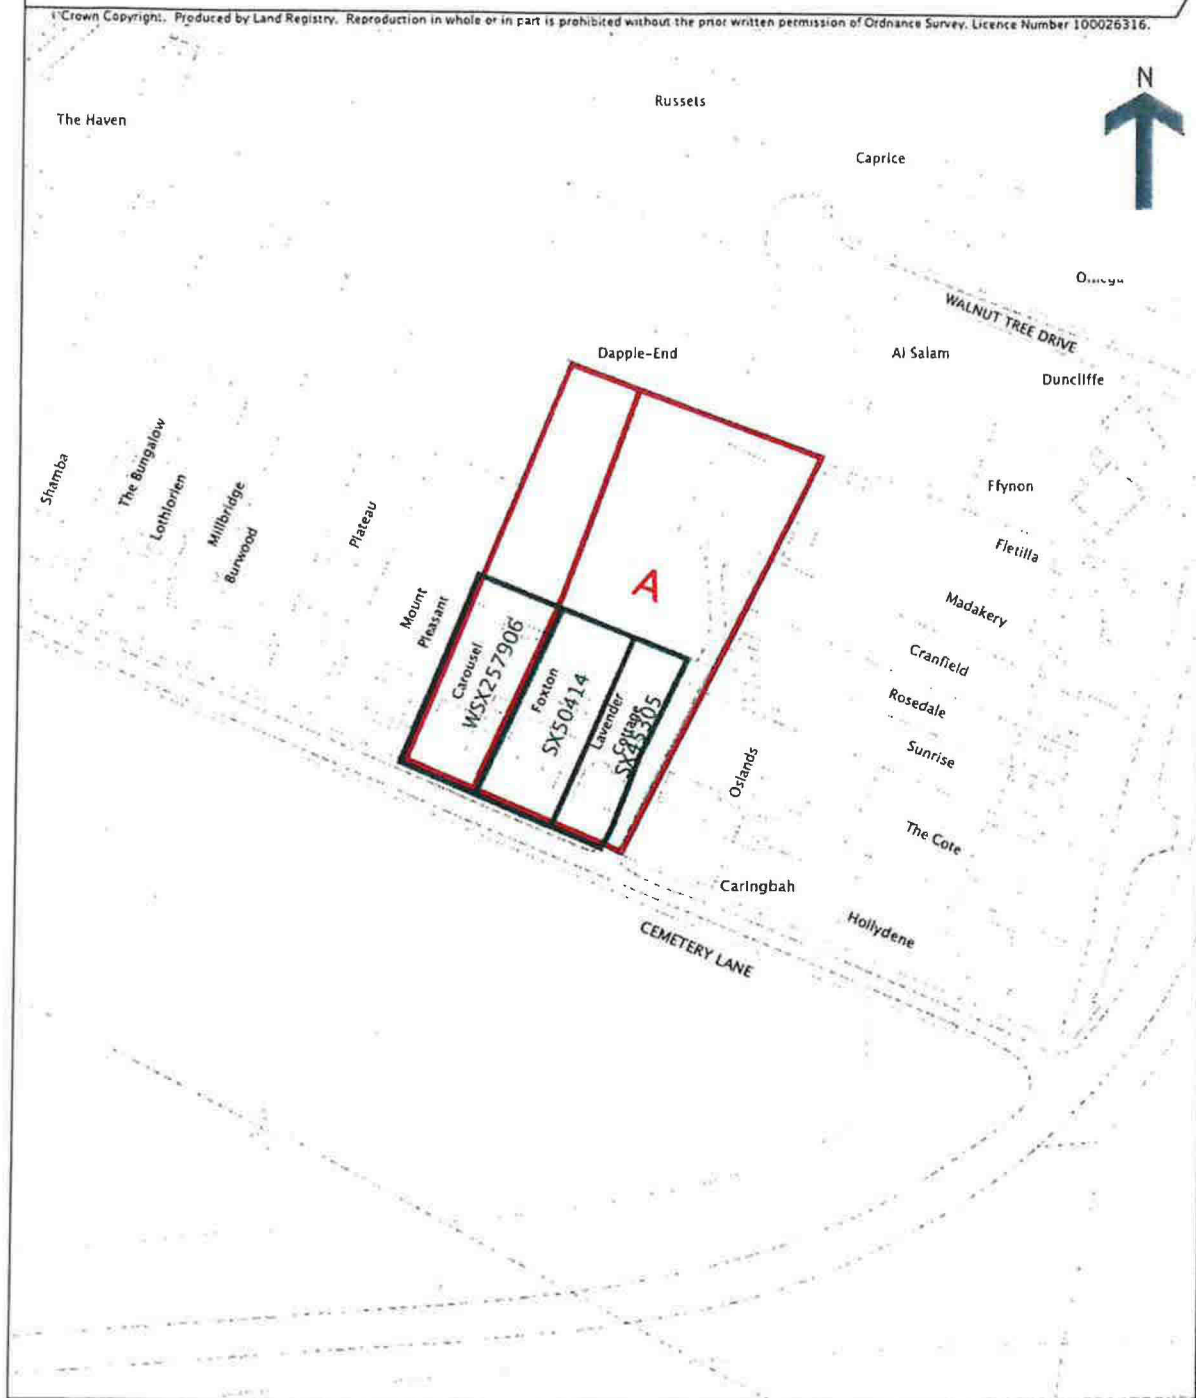 Crown Copyright. Produced by Land Registry. Reproduction in whole or in part is prohibited without the prior written permission of Ordnance Survey. Licence Number 100026316.
N
Russets
The Haven
Caprice
WALNUT TREE DRIVE
Dapple-End
Al Salam
Duncliffe
Shamba
The Bungalow
Lothlorien
Millbridge
Burwood
Plateau
Mount
Pleasant
A
Ffynon
Fletilla
Madakery
Cranfield
Rosedale
Sunrise
The Cote
Carousel
WSX257906
Foxton
SX50414
Lavender
Cottage
SX45305
Oslands
Caringbah
Hollydene
CEMETERY LANE